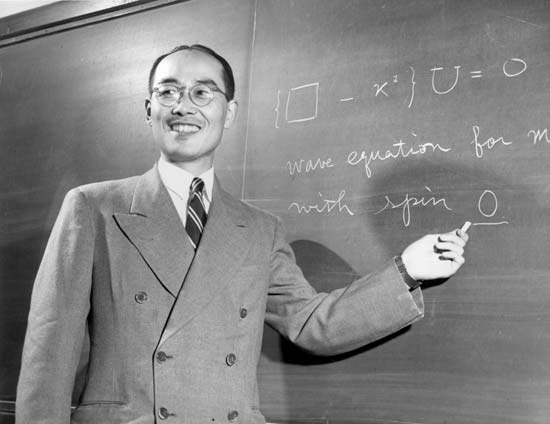 {□ - κ²} U = 0
wave equation for m
with spin 0